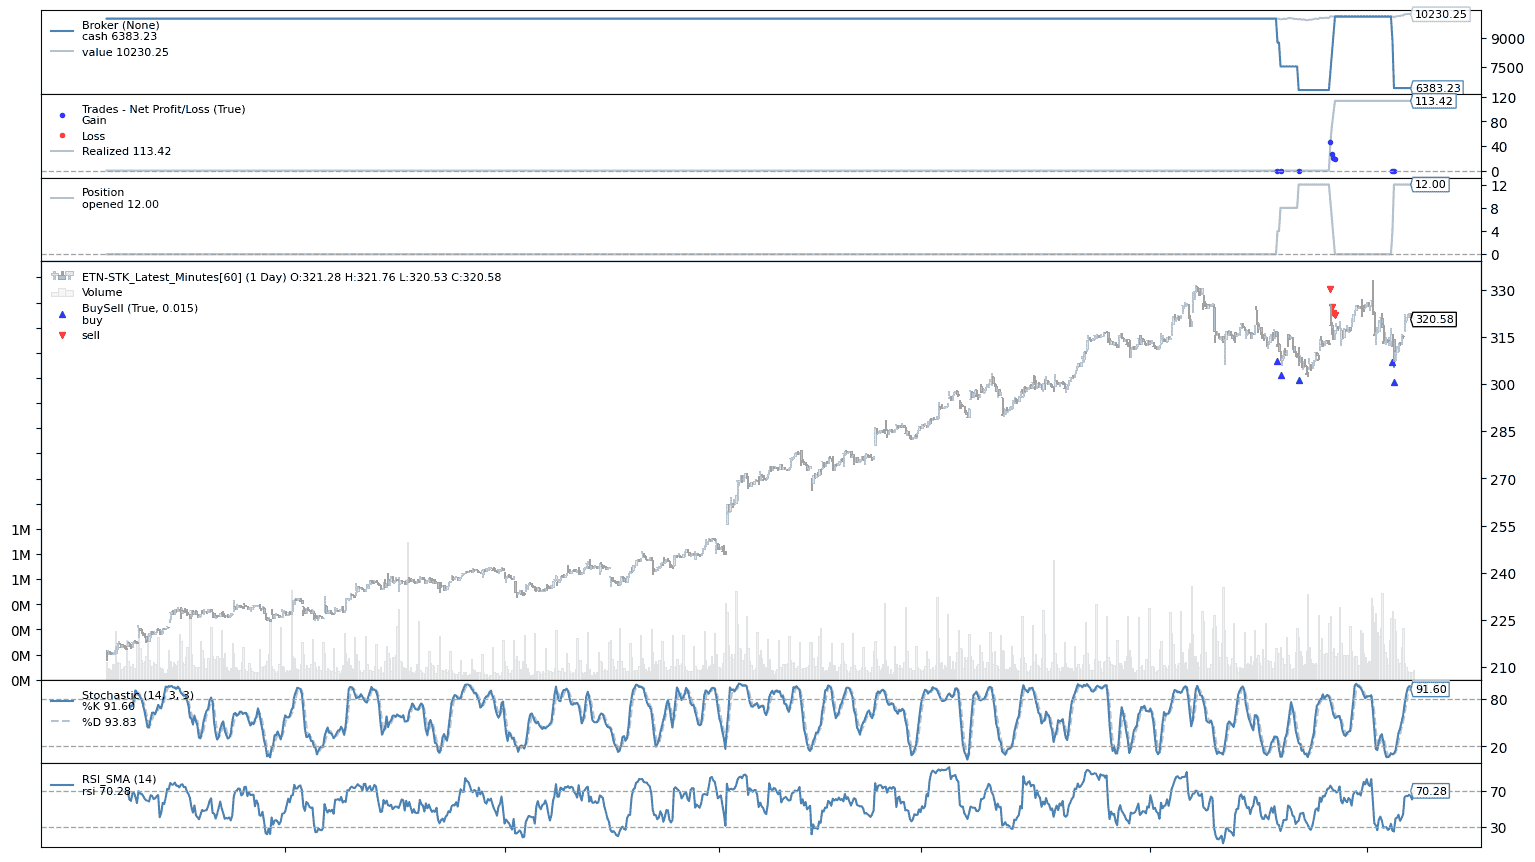 Broker (None)
cash 6383.23
value 10230.25
10230.25
9000
7500
6383.23
Trades - Net Profit/Loss (True)
Gain
Loss
Realized 113.42
120
113.42
80
40
0
Position
opened 12.00
12.00
12
8
4
0
ETN-STK_Latest_Minutes[60] (1 Day) O:321.28 H:321.76 L:320.53 C:320.58
Volume
BuySell (True, 0.015)
buy
sell
330
320.58
315
300
285
270
255
240
225
210
1M
1M
1M
0M
0M
0M
0M
Stochastic (14, 3, 3)
%K 91.60
%D 93.83
91.60
80
20
RSI_SMA (14)
rsi 70.28
70.28
70
30